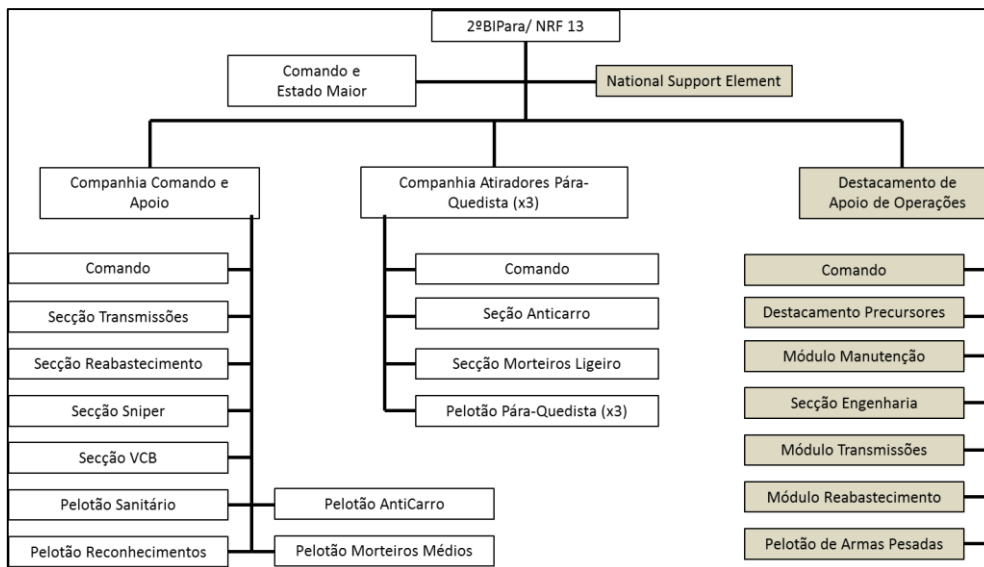 2ºBIPara/ NRF 13
Comando e
Estado Maior
National Support Element
Companhia Comando e
Apoio
Companhia Atiradores Pára-
Quedista (x3)
Destacamento de
Apoio de Operações
Comando
Secção Transmissões
Secção Reabastecimento
Secção Sniper
Secção VCB
Pelotão Sanitário
Pelotão Reconhecimentos
Pelotão AntiCarro
Pelotão Morteiros Médios
Comando
Seção Anticarro
Secção Morteiros Ligeiro
Pelotão Pára-Quedista (x3)
Comando
Destacamento Precursores
Módulo Manutenção
Secção Engenharia
Módulo Transmissões
Módulo Reabastecimento
Pelotão de Armas Pesadas